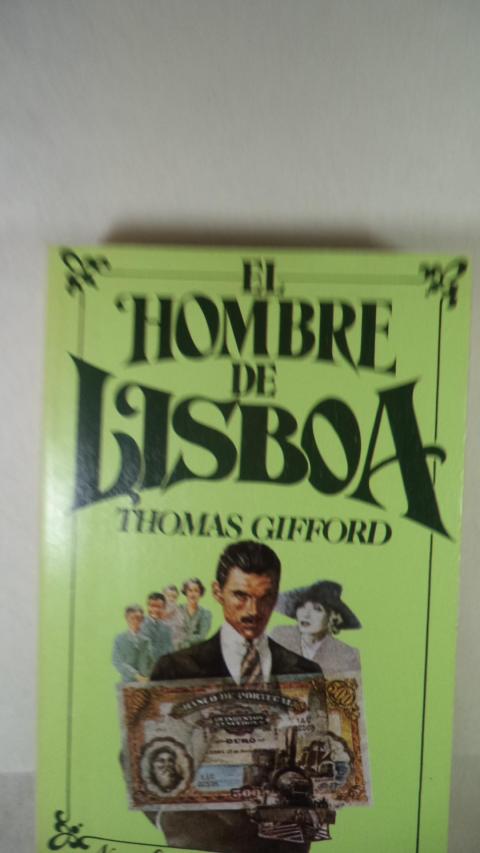 EL
HOMBRE
DE
LISBOA
THOMAS GIFFORD
BANCO DE PORTUGAL
OURO
500